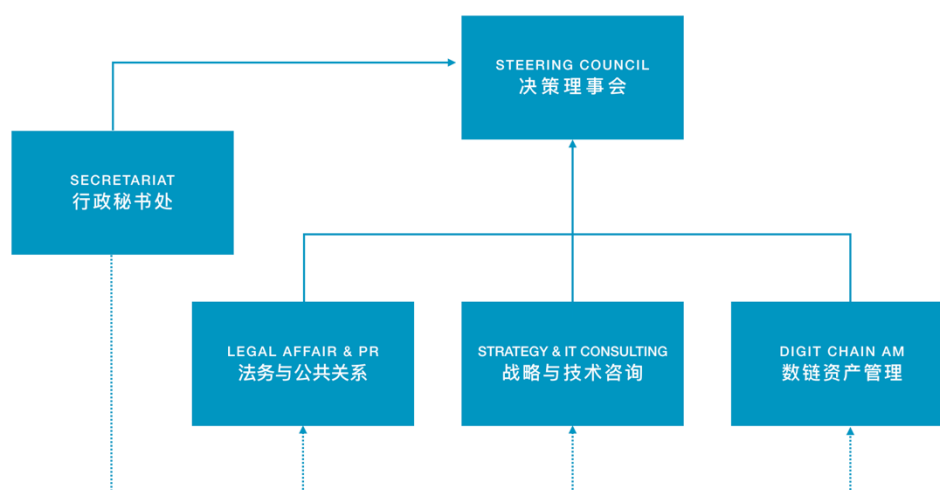 STEERING COUNCIL
决策理事会
SECRETARIAT
行政秘书处
LEGAL AFFAIR & PR
法务与公共关系
STRATEGY & IT CONSULTING
战略与技术咨询
DIGIT CHAIN AM
数链资产管理